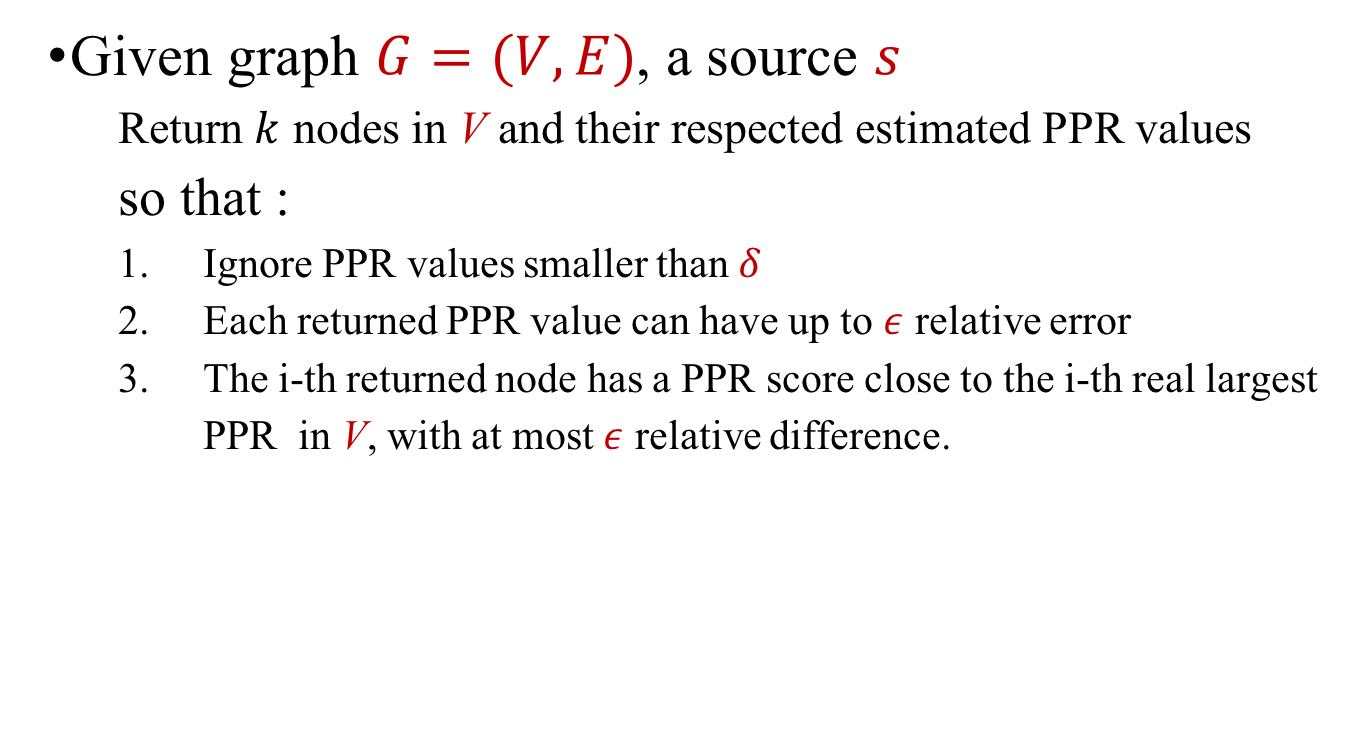 •Given graph G = (V, E), a source s
Return k nodes in V and their respected estimated PPR values
so that :
1. Ignore PPR values smaller than δ
2. Each returned PPR value can have up to ϵ relative error
3. The i-th returned node has a PPR score close to the i-th real largest
PPR in V, with at most ϵ relative difference.